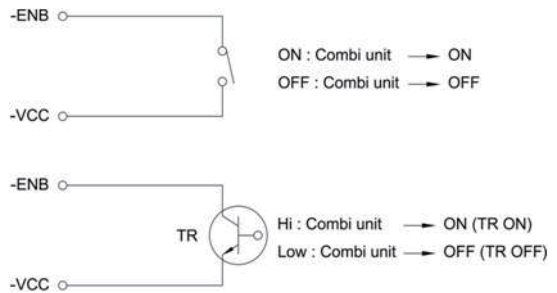 -ENB
ON : Combi unit → ON
OFF : Combi unit → OFF
-VCC
-ENB
TR
Hi : Combi unit → ON (TR ON)
Low : Combi unit → OFF (TR OFF)
-VCC